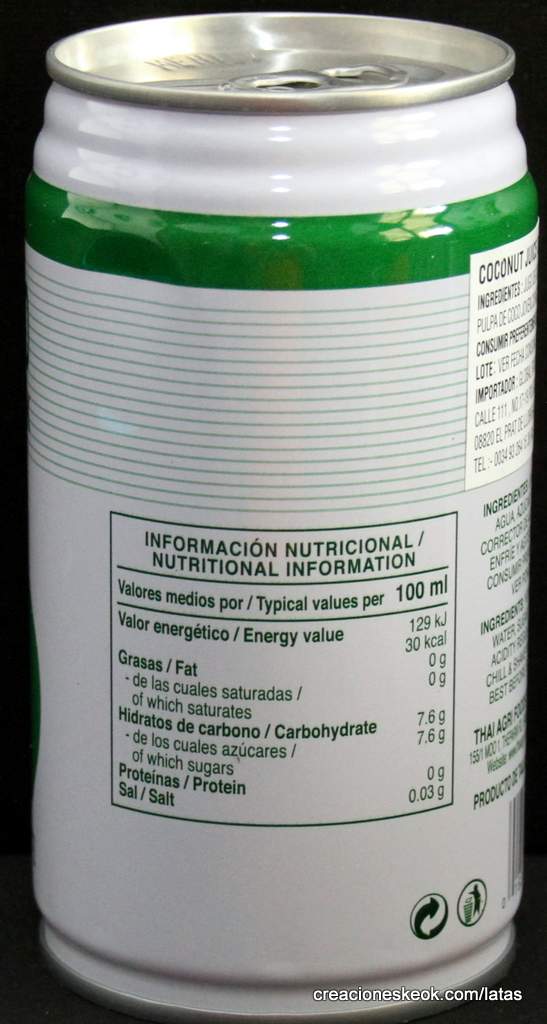 COCONUT JUICE
INGREDIENTES:
PULPA DE COCO
CONSUMIR
LOTE: VER FECHA
IMPORTADOR:
CALLE 111,
08820 EL PRAT DE
TEL
INFORMACIÓN NUTRICIONAL /
NUTRITIONAL INFORMATION
Valores medios por / Typical values per 100 ml
Valor energético / Energy value 129 kJ
30 kcal
Grasas / Fat 0 g
- de las cuales saturadas / 0 g
of which saturates
Hidratos de carbono / Carbohydrate 7.6 g
- de los cuales azúcares / 7.6 g
of which sugars
Proteínas / Protein 0 g
Sal / Salt 0.03 g
INGREDIENTES
AGUA,
CORRECTOR
ENFRIE Y
CONSUMIR
VER
INGREDIENTS
WATER,
ACIDITY
CHILL &
BEST BEFORE
THAI AGRI FOODS
Website
PRODUCTO DE
creacioneskeok.com/latas